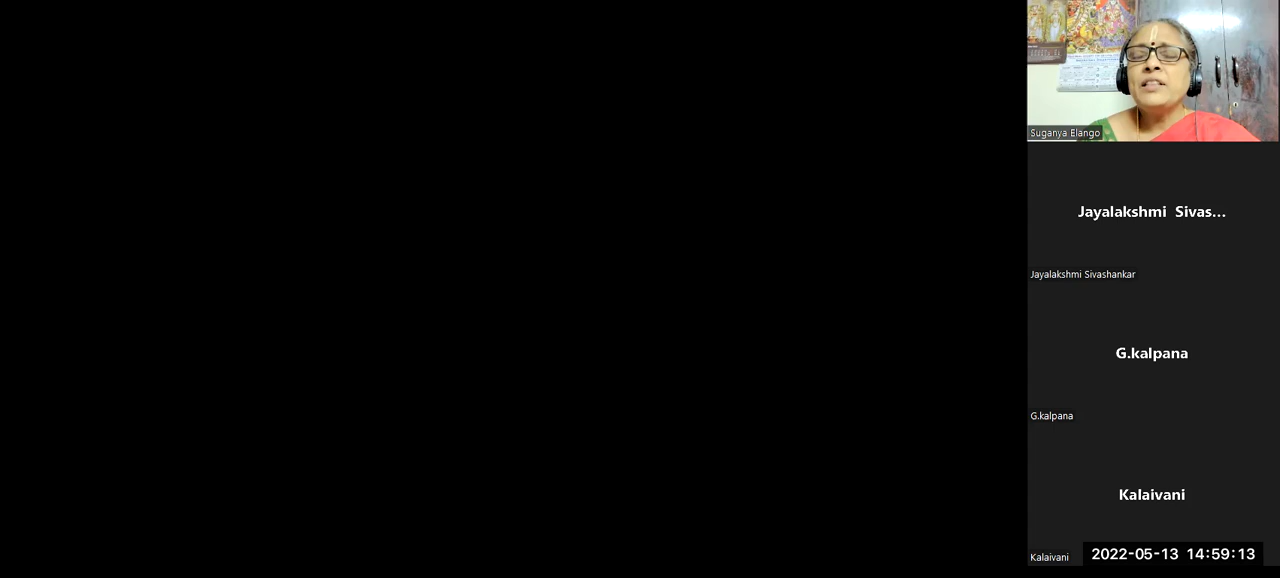 Suganya Elango
Jayalakshmi Sivas...
Jayalakshmi Sivashankar
G.kalpana
G.kalpana
Kalaivani
Kalaivani
2022-05-13 14:59:13